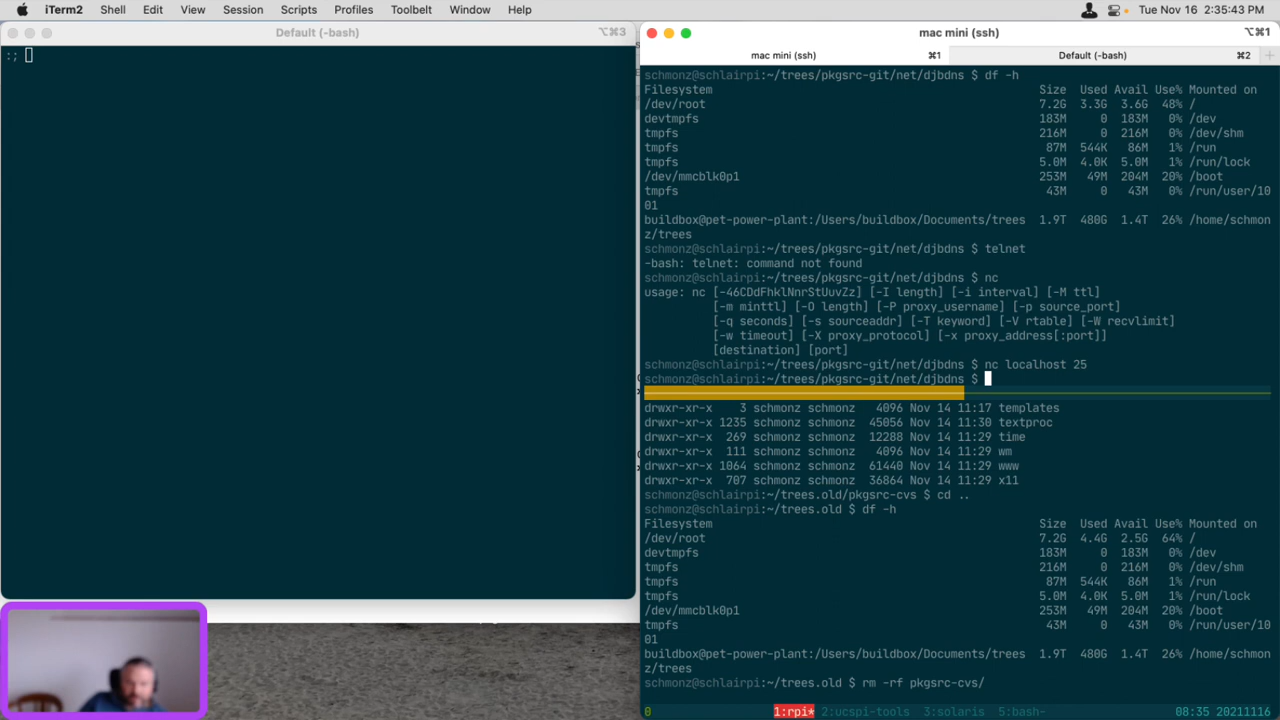 iTerm2 Shell Edit View Session Scripts Profiles Toolbelt Window Help Tue Nov 16 2:35:43 PM
Default (-bash) ⌥⌘3
:;
mac mini (ssh) ⌥⌘1
mac mini (ssh) ⌘1 Default (-bash) ⌘2 +
schmonz@schlairpi:~/trees/pkgsrc-git/net/djbdns $ df -h
Filesystem Size Used Avail Use% Mounted on
/dev/root 7.2G 3.3G 3.6G 48% /
devtmpfs 183M 0 183M 0% /dev
tmpfs 216M 0 216M 0% /dev/shm
tmpfs 87M 544K 86M 1% /run
tmpfs 5.0M 4.0K 5.0M 1% /run/lock
/dev/mmcblk0p1 253M 49M 204M 20% /boot
tmpfs 43M 0 43M 0% /run/user/10
01
buildbox@pet-power-plant:/Users/buildbox/Documents/trees 1.9T 480G 1.4T 26% /home/schmon
z/trees
schmonz@schlairpi:~/trees/pkgsrc-git/net/djbdns $ telnet
-bash: telnet: command not found
schmonz@schlairpi:~/trees/pkgsrc-git/net/djbdns $ nc
usage: nc [-46CDdFhklNnrStUuvZz] [-I length] [-i interval] [-M ttl]
[-m minttl] [-O length] [-P proxy_username] [-p source_port]
[-q seconds] [-s sourceaddr] [-T keyword] [-V rtable] [-W recvlimit]
[-w timeout] [-X proxy_protocol] [-x proxy_address[:port]]
[destination] [port]
schmonz@schlairpi:~/trees/pkgsrc-git/net/djbdns $ nc localhost 25
schmonz@schlairpi:~/trees/pkgsrc-git/net/djbdns $
drwxr-xr-x 3 schmonz schmonz 4096 Nov 14 11:17 templates
drwxr-xr-x 1235 schmonz schmonz 45056 Nov 14 11:30 textproc
drwxr-xr-x 269 schmonz schmonz 12288 Nov 14 11:29 time
drwxr-xr-x 111 schmonz schmonz 4096 Nov 14 11:29 wm
drwxr-xr-x 1064 schmonz schmonz 61440 Nov 14 11:29 www
drwxr-xr-x 707 schmonz schmonz 36864 Nov 14 11:29 x11
schmonz@schlairpi:~/trees.old/pkgsrc-cvs $ cd ..
schmonz@schlairpi:~/trees.old $ df -h
Filesystem Size Used Avail Use% Mounted on
/dev/root 7.2G 4.4G 2.5G 64% /
devtmpfs 183M 0 183M 0% /dev
tmpfs 216M 0 216M 0% /dev/shm
tmpfs 87M 544K 86M 1% /run
tmpfs 5.0M 4.0K 5.0M 1% /run/lock
/dev/mmcblk0p1 253M 49M 204M 20% /boot
tmpfs 43M 0 43M 0% /run/user/10
01
buildbox@pet-power-plant:/Users/buildbox/Documents/trees 1.9T 480G 1.4T 26% /home/schmon
z/trees
schmonz@schlairpi:~/trees.old $ rm -rf pkgsrc-cvs/
0 1:rpi* 2:ucspi-tools 3:solaris 5:bash- 08:35 20211116